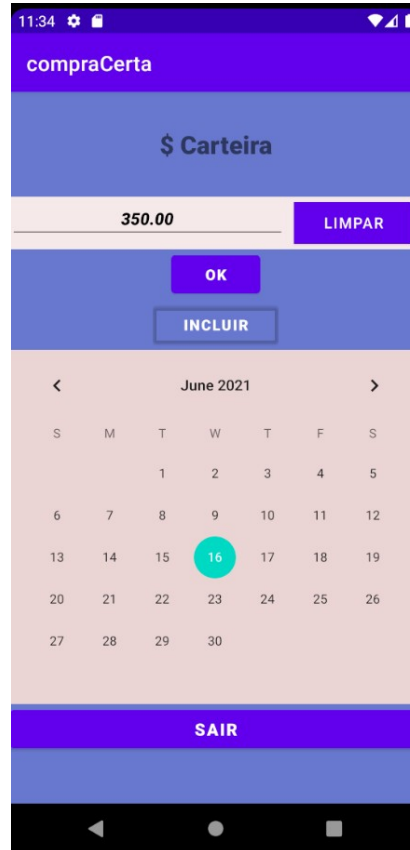 11:34
compraCerta
$ Carteira
350.00 LIMPAR
OK
INCLUIR
June 2021
S M T W T F S
1 2 3 4 5
6 7 8 9 10 11 12
13 14 15 16 17 18 19
20 21 22 23 24 25 26
27 28 29 30
SAIR